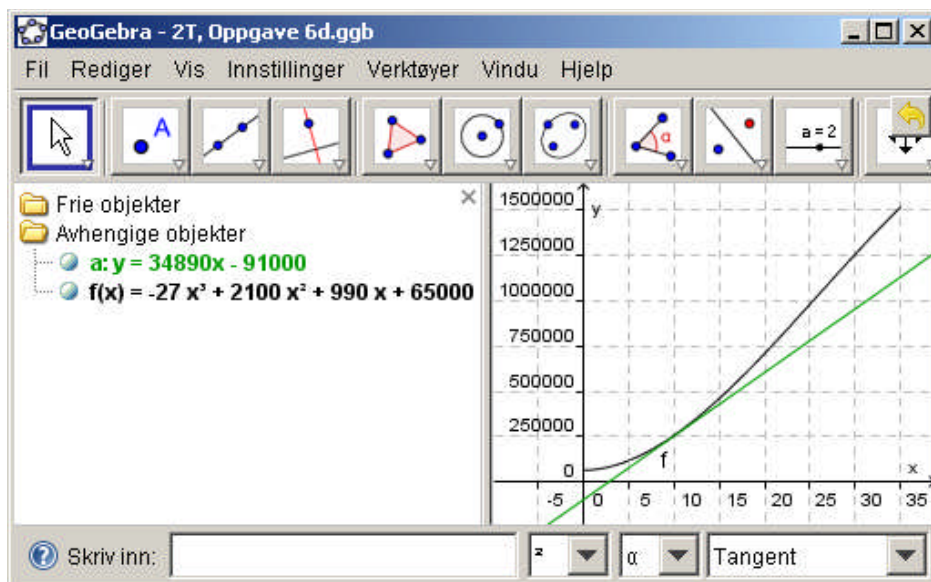 GeoGebra - 2T, Oppgave 6d.ggb
Fil Rediger Vis Innstillinger Verktøyer Vindu Hjelp
A
α
a = 2
Frie objekter
Avhengige objekter
a: y = 34890x - 91000
f(x) = -27 x³ + 2100 x² + 990 x + 65000
1500000
y
1250000
1000000
750000
500000
250000
f
0
x
-5 0 5 10 15 20 25 30 35
Skriv inn:
² α Tangent